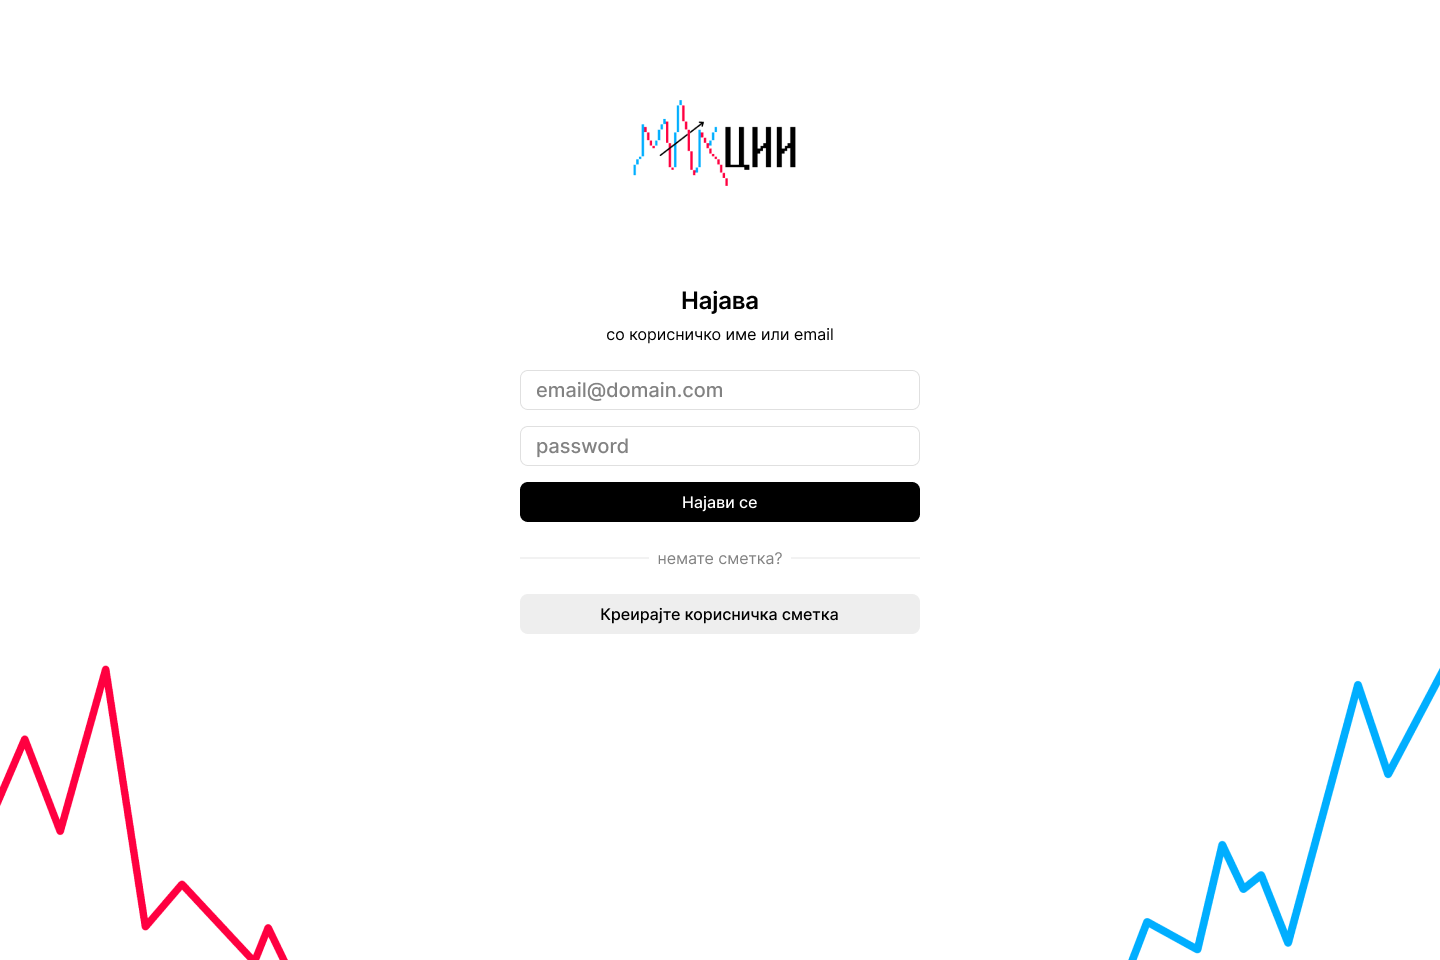 МАКЦИИ
Најава
со корисничко име или email
email@domain.com
password
Најави се
немате сметка?
Креирајте корисничка сметка